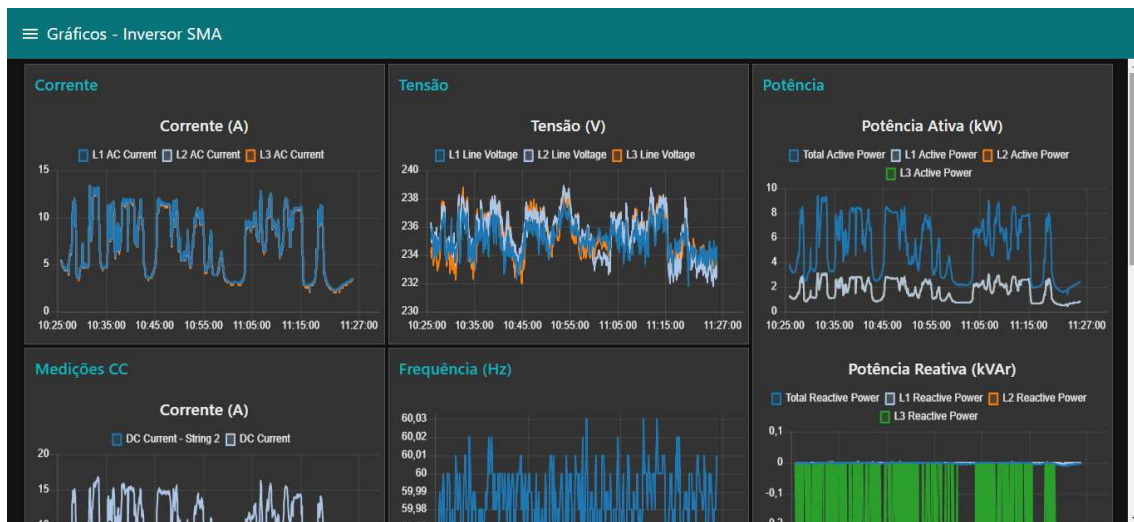 Gráficos - Inversor SMA
Corrente
Corrente (A)
L1 AC Current L2 AC Current L3 AC Current
15
10
5
0
10:25:00 10:35:00 10:45:00 10:55:00 11:05:00 11:15:00 11:27:00
Tensão
Tensão (V)
L1 Line Voltage L2 Line Voltage L3 Line Voltage
240
238
236
234
232
230
10:25:00 10:35:00 10:45:00 10:55:00 11:05:00 11:15:00 11:27:00
Potência
Potência Ativa (kW)
Total Active Power L1 Active Power L2 Active Power
L3 Active Power
10
8
6
4
2
0
10:25:00 10:35:00 10:45:00 10:55:00 11:05:00 11:15:00 11:27:00
Medições CC
Corrente (A)
DC Current - String 2 DC Current
20
15
10
Frequência (Hz)
60,03
60,02
60,01
60
59,99
59,98
Potência Reativa (kVAr)
Total Reactive Power L1 Reactive Power L2 Reactive Power
L3 Reactive Power
0,1
0
-0,1
-0,2